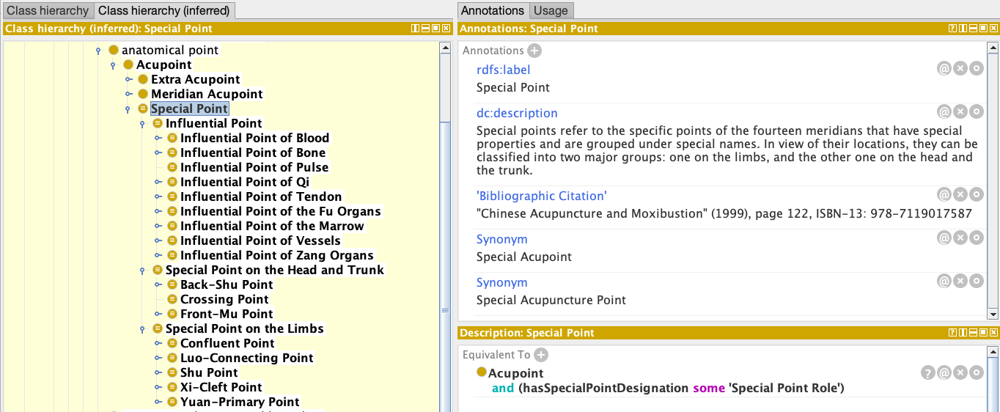 Class hierarchy Class hierarchy (inferred)
Class hierarchy (inferred): Special Point
anatomical point
Acupoint
Extra Acupoint
Meridian Acupoint
Special Point
Influential Point
Influential Point of Blood
Influential Point of Bone
Influential Point of Pulse
Influential Point of Qi
Influential Point of Tendon
Influential Point of the Fu Organs
Influential Point of the Marrow
Influential Point of Vessels
Influential Point of Zang Organs
Special Point on the Head and Trunk
Back-Shu Point
Crossing Point
Front-Mu Point
Special Point on the Limbs
Confluent Point
Luo-Connecting Point
Shu Point
Xi-Cleft Point
Yuan-Primary Point
Annotations Usage
Annotations: Special Point
Annotations
rdfs:label
Special Point
dc:description
Special points refer to the specific points of the fourteen meridians that have special
properties and are grouped under special names. In view of their locations, they can be
classified into two major groups: one on the limbs, and the other one on the head and
the trunk.
'Bibliographic Citation'
"Chinese Acupuncture and Moxibustion" (1999), page 122, ISBN-13: 978-7119017587
Synonym
Special Acupoint
Synonym
Special Acupuncture Point
Description: Special Point
Equivalent To
Acupoint
and (hasSpecialPointDesignation some 'Special Point Role')